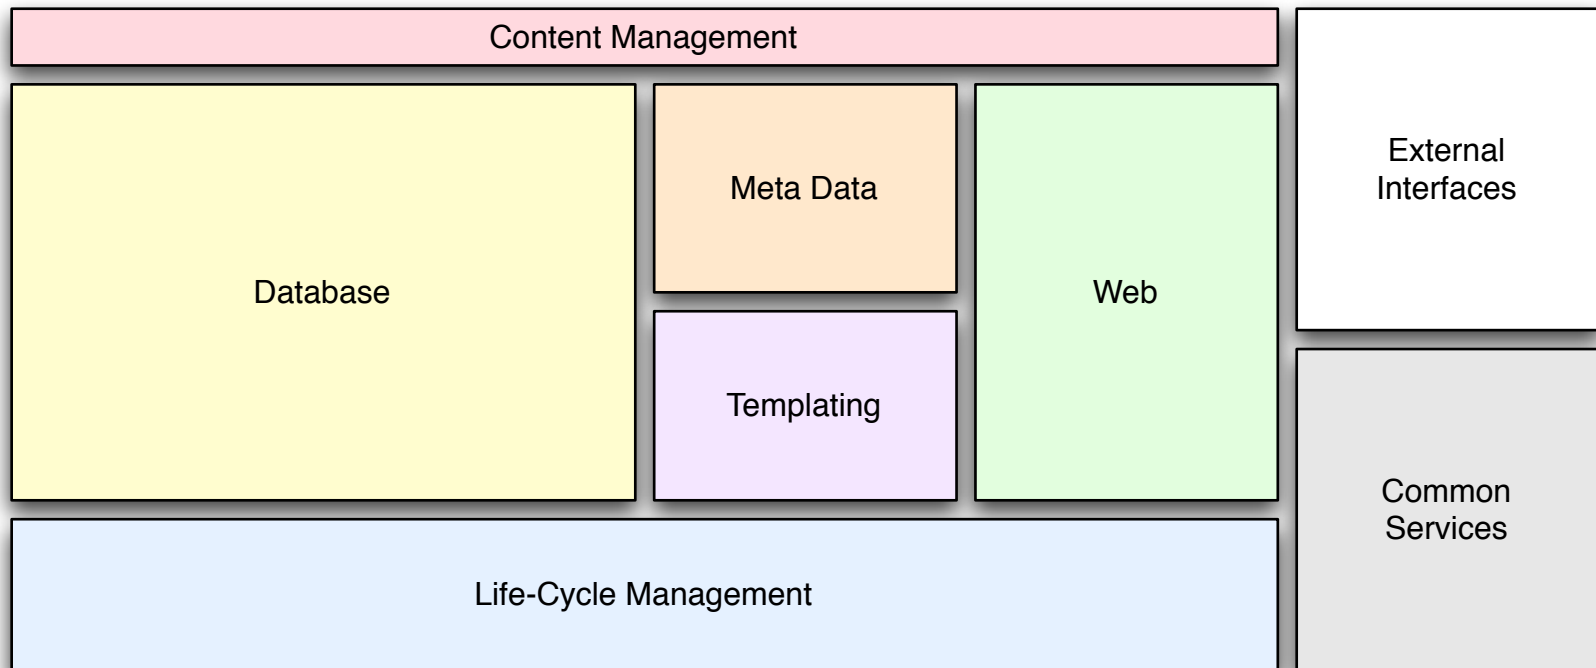 Content Management
External
Interfaces
Meta Data
Database
Web
Templating
Common
Services
Life-Cycle Management